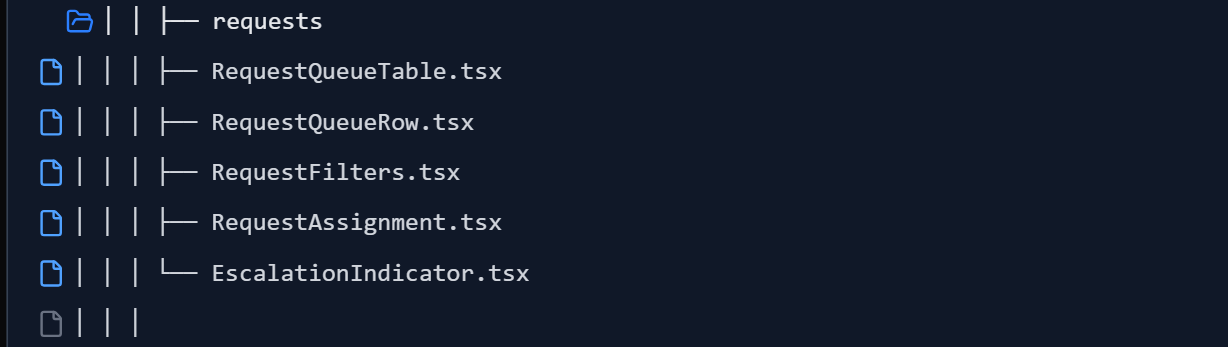 │ │ ├── requests
│ │ │ ├── RequestQueueTable.tsx
│ │ │ ├── RequestQueueRow.tsx
│ │ │ ├── RequestFilters.tsx
│ │ │ ├── RequestAssignment.tsx
│ │ │ └── EscalationIndicator.tsx
│ │ │